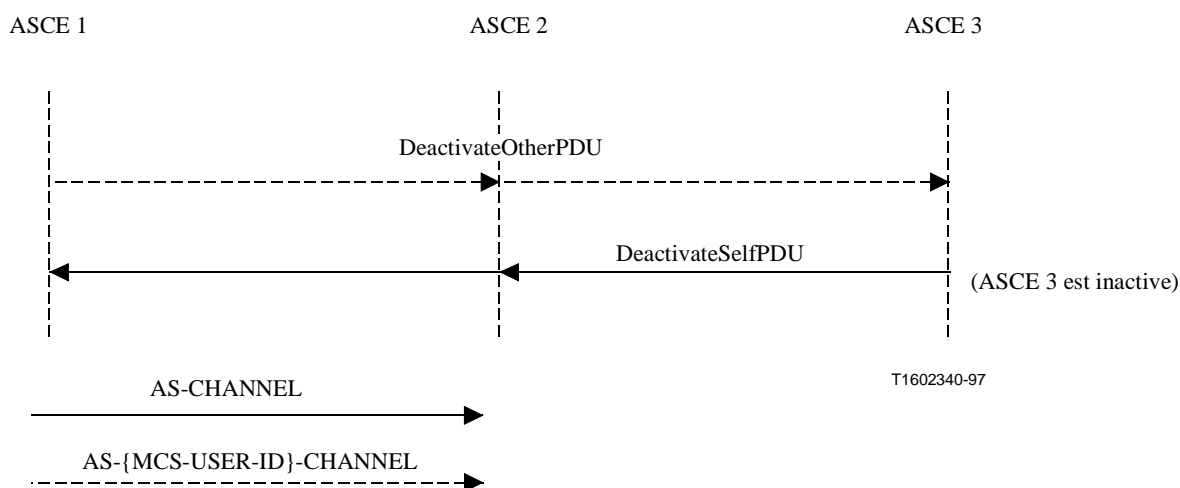 ASCE 1
ASCE 2
ASCE 3
DeactivateOtherPDU
DeactivateSelfPDU
(ASCE 3 est inactive)
T1602340-97
AS-CHANNEL
AS-{MCS-USER-ID}-CHANNEL